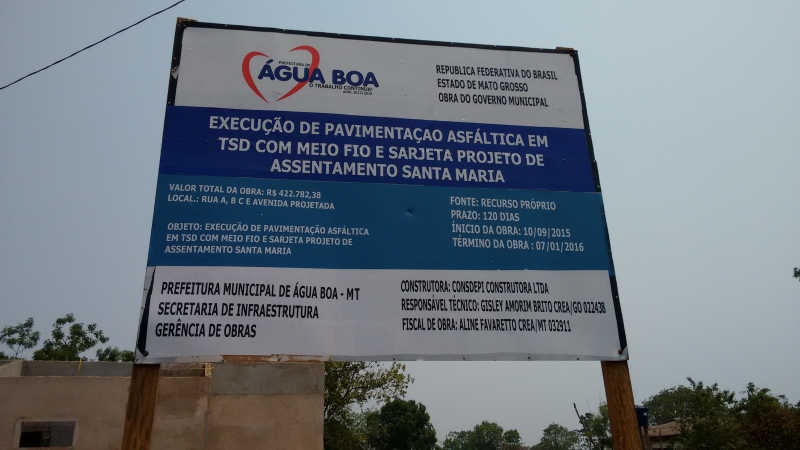 PREFEITURA DE
ÁGUA BOA
O TRABALHO CONTINUA!
ADM. 2013/2016
REPUBLICA FEDERATIVA DO BRASIL
ESTADO DE MATO GROSSO
OBRA DO GOVERNO MUNICIPAL
EXECUÇÃO DE PAVIMENTAÇAO ASFÁLTICA EM
TSD COM MEIO FIO E SARJETA PROJETO DE
ASSENTAMENTO SANTA MARIA
VALOR TOTAL DA OBRA: R$ 422.782,38
LOCAL.: RUA A, B C E AVENIDA PROJETADA
OBJETO: EXECUÇÃO DE PAVIMENTAÇÃO ASFÁLTICA
EM TSD COM MEIO FIO E SARJETA PROJETO DE
ASSENTAMENTO SANTA MARIA
FONTE: RECURSO PRÒPRIO
PRAZO: 120 DIAS
ÍNICIO DA OBRA: 10/09/2015
TÉRMINO DA OBRA : 07/01/2016
PREFEITURA MUNICIPAL DE ÁGUA BOA - MT
SECRETARIA DE INFRAESTRUTURA
GERÊNCIA DE OBRAS
CONSTRUTORA: CONSDEPI CONSTRUTORA LTDA
RESPONSÁVEL TÉCNICO: GISLEY AMORIM BRITO CREA/GO 022438
FISCAL DE OBRA: ALINE FAVARETTO CREA/MT 032911